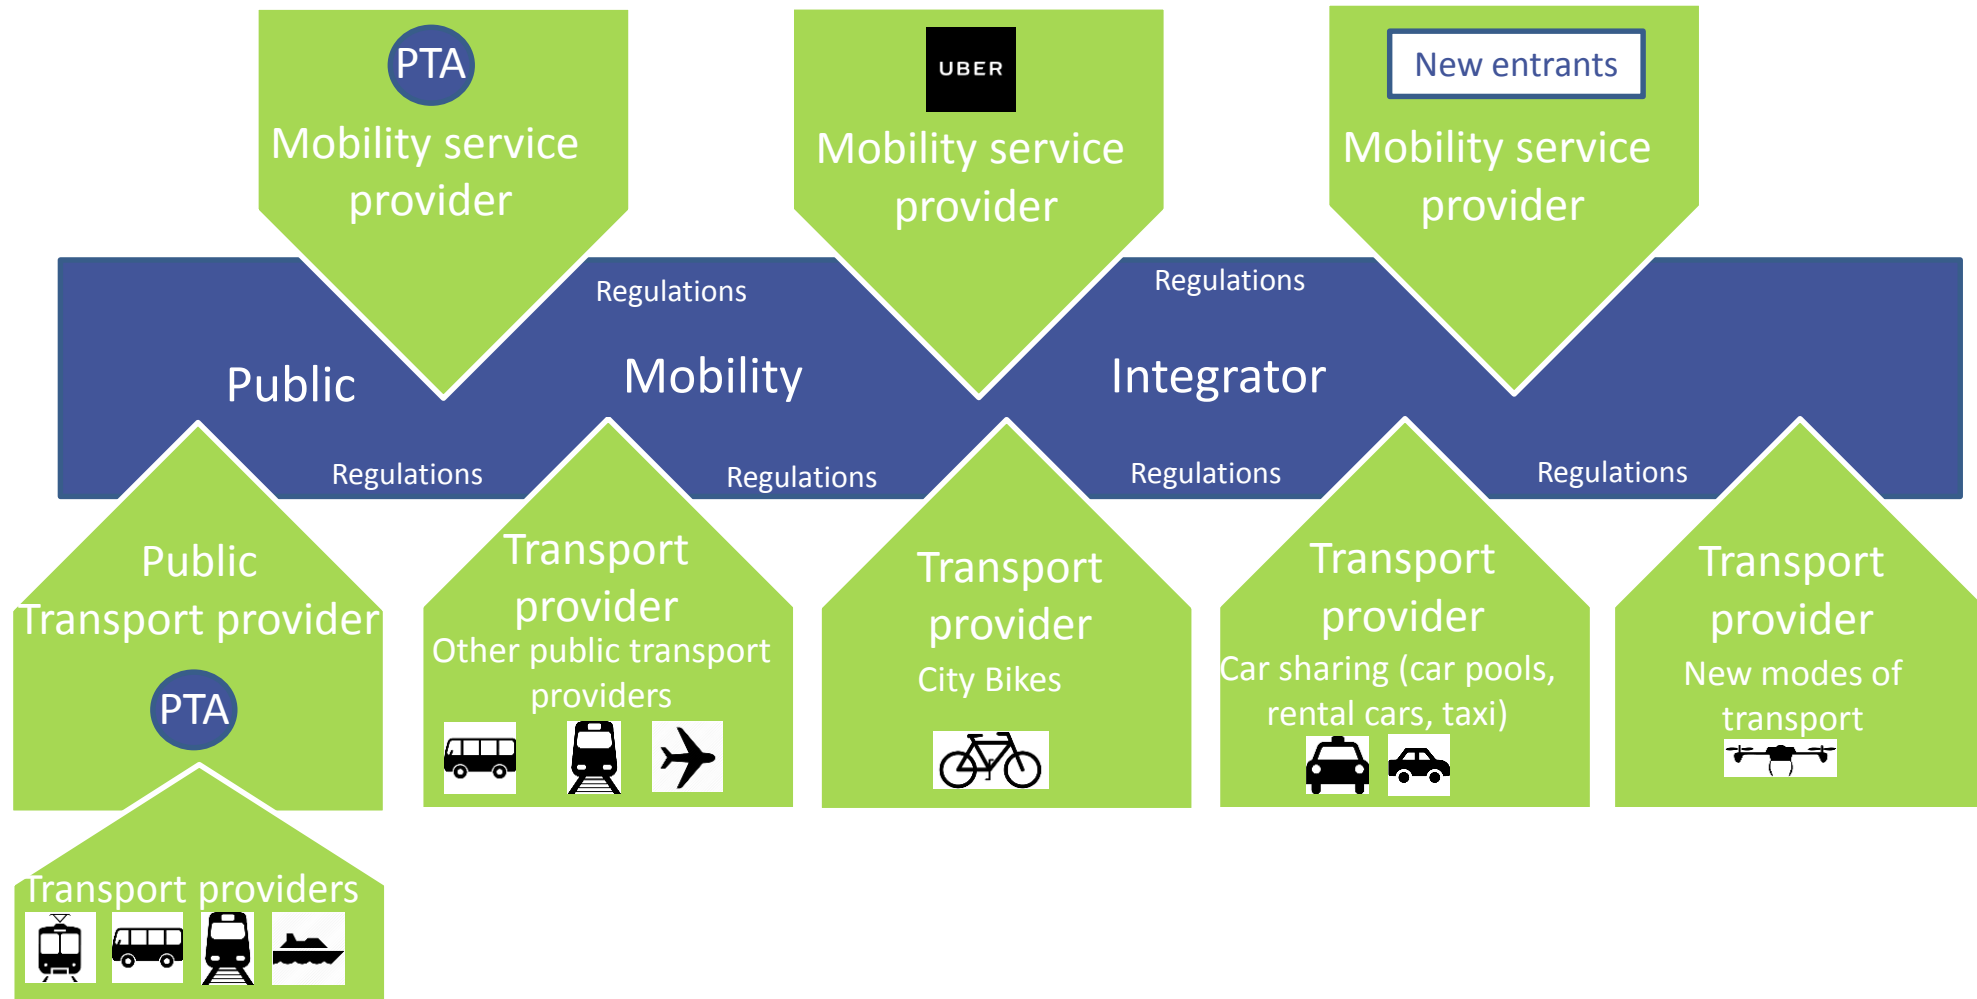 PTA
Mobility service
provider
UBER
Mobility service
provider
New entrants
Mobility service
provider
Regulations
Regulations
Public
Mobility
Integrator
Regulations
Regulations
Regulations
Regulations
Public
Transport provider
PTA
Transport
provider
Other public transport
providers
Transport
provider
City Bikes
Transport
provider
Car sharing (car pools,
rental cars, taxi)
Transport
provider
New modes of
transport
Transport providers